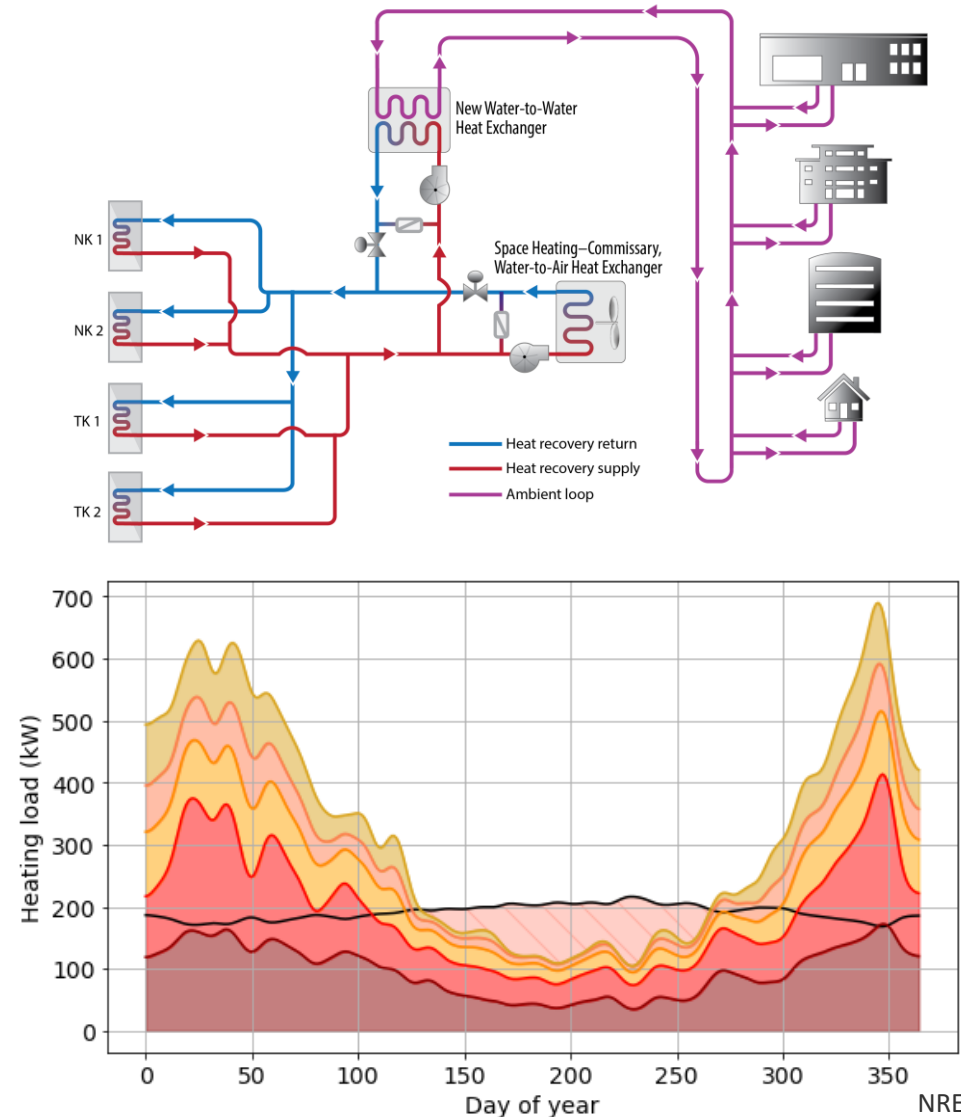 New Water-to-Water
Heat Exchanger
NK 1
Space Heating–Commissary,
Water-to-Air Heat Exchanger
NK 2
TK 1
Heat recovery return
Heat recovery supply
Ambient loop
TK 2
700
600
500
400
300
200
100
0
Heating load (kW)
0 50 100 150 200 250 300 350
Day of year
NRE